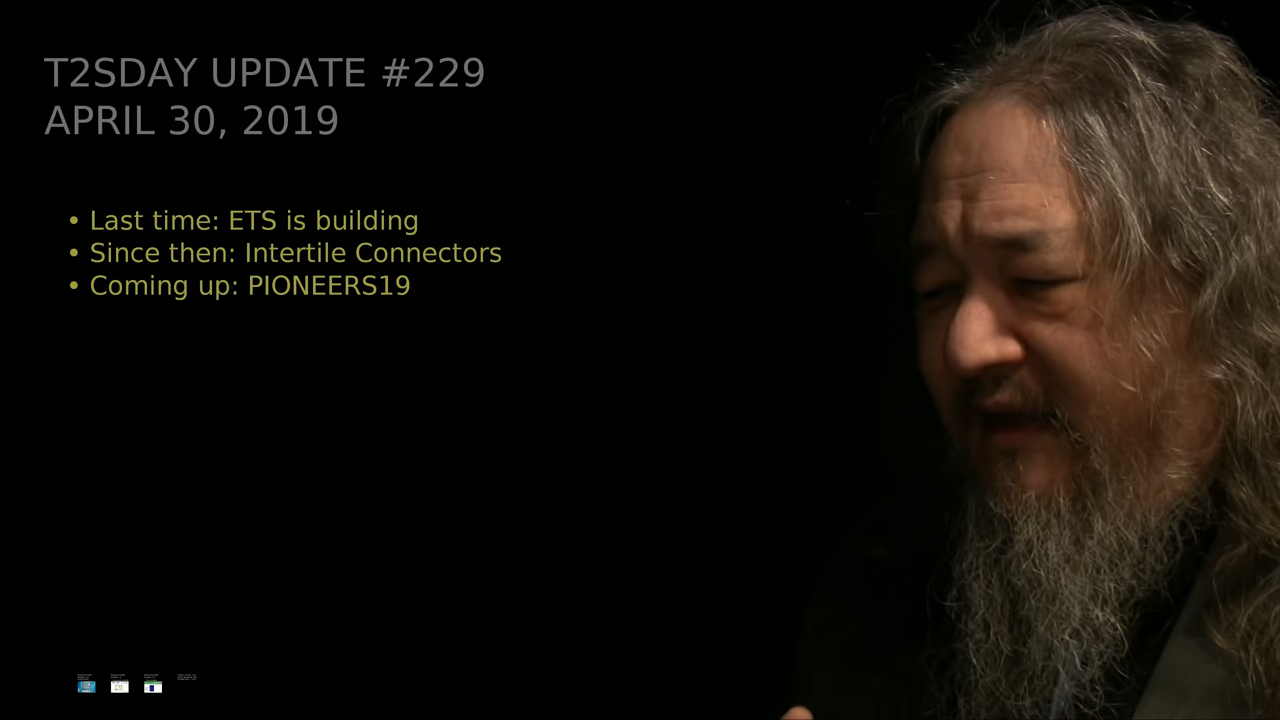 T2SDAY UPDATE #229
APRIL 30, 2019
• Last time: ETS is building
• Since then: Intertile Connectors
• Coming up: PIONEERS19